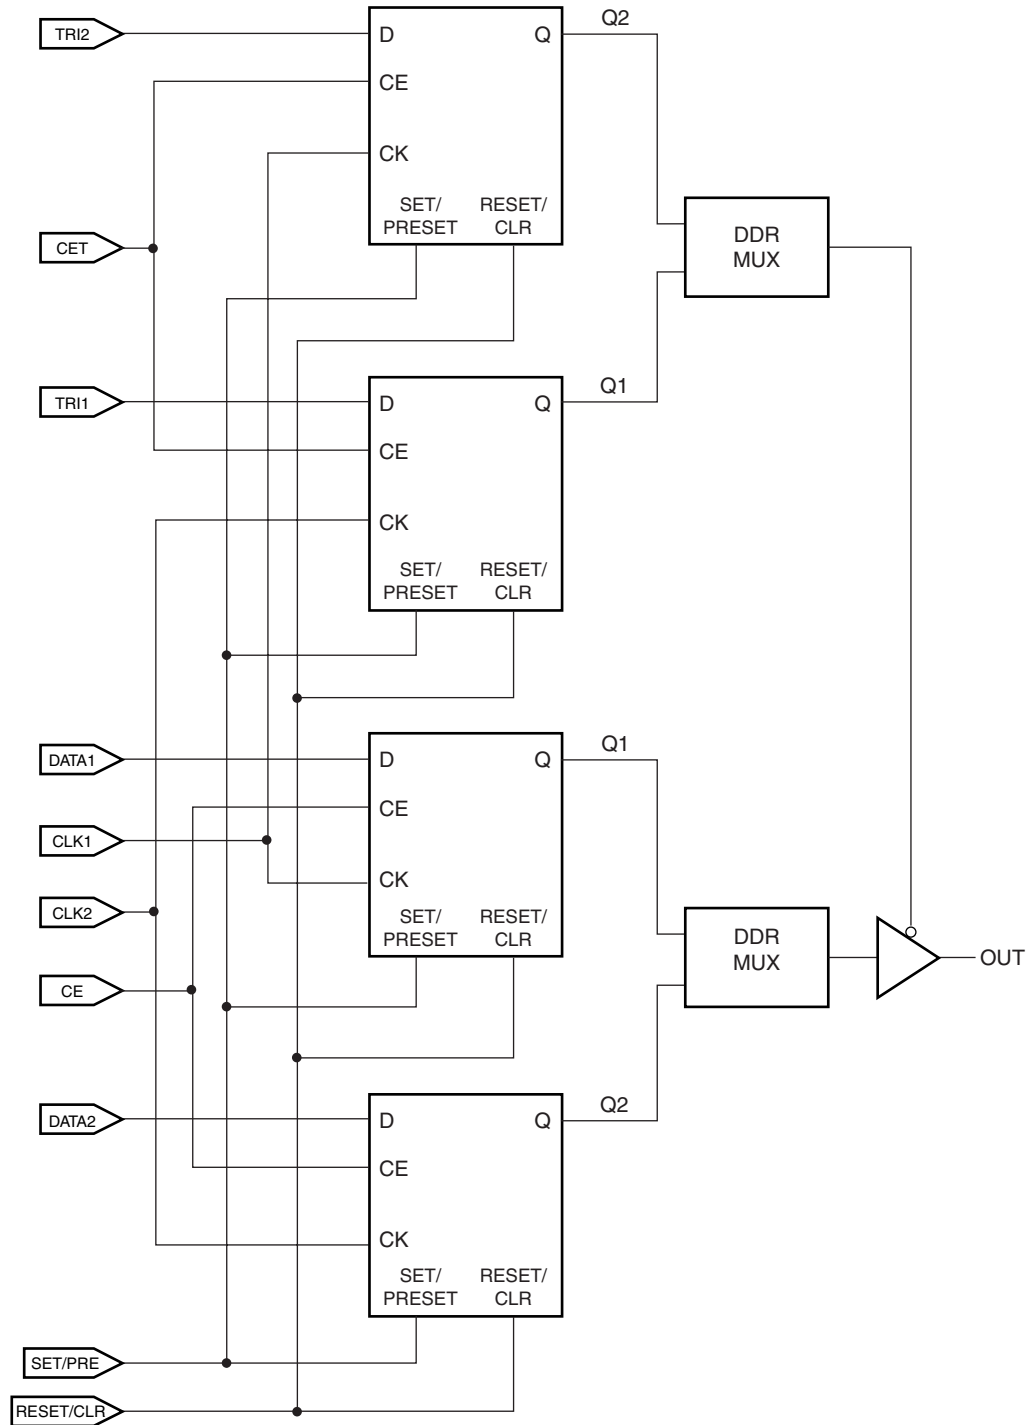 TRI2
D
Q
Q2
CE
CK
SET/
PRESET
RESET/
CLR
CET
DDR
MUX
TRI1
D
Q
Q1
CE
CK
SET/
PRESET
RESET/
CLR
DATA1
D
Q
Q1
CE
CLK1
CK
CLK2
SET/
PRESET
RESET/
CLR
DDR
MUX
OUT
CE
DATA2
D
Q
Q2
CE
CK
SET/
PRESET
RESET/
CLR
SET/PRE
RESET/CLR